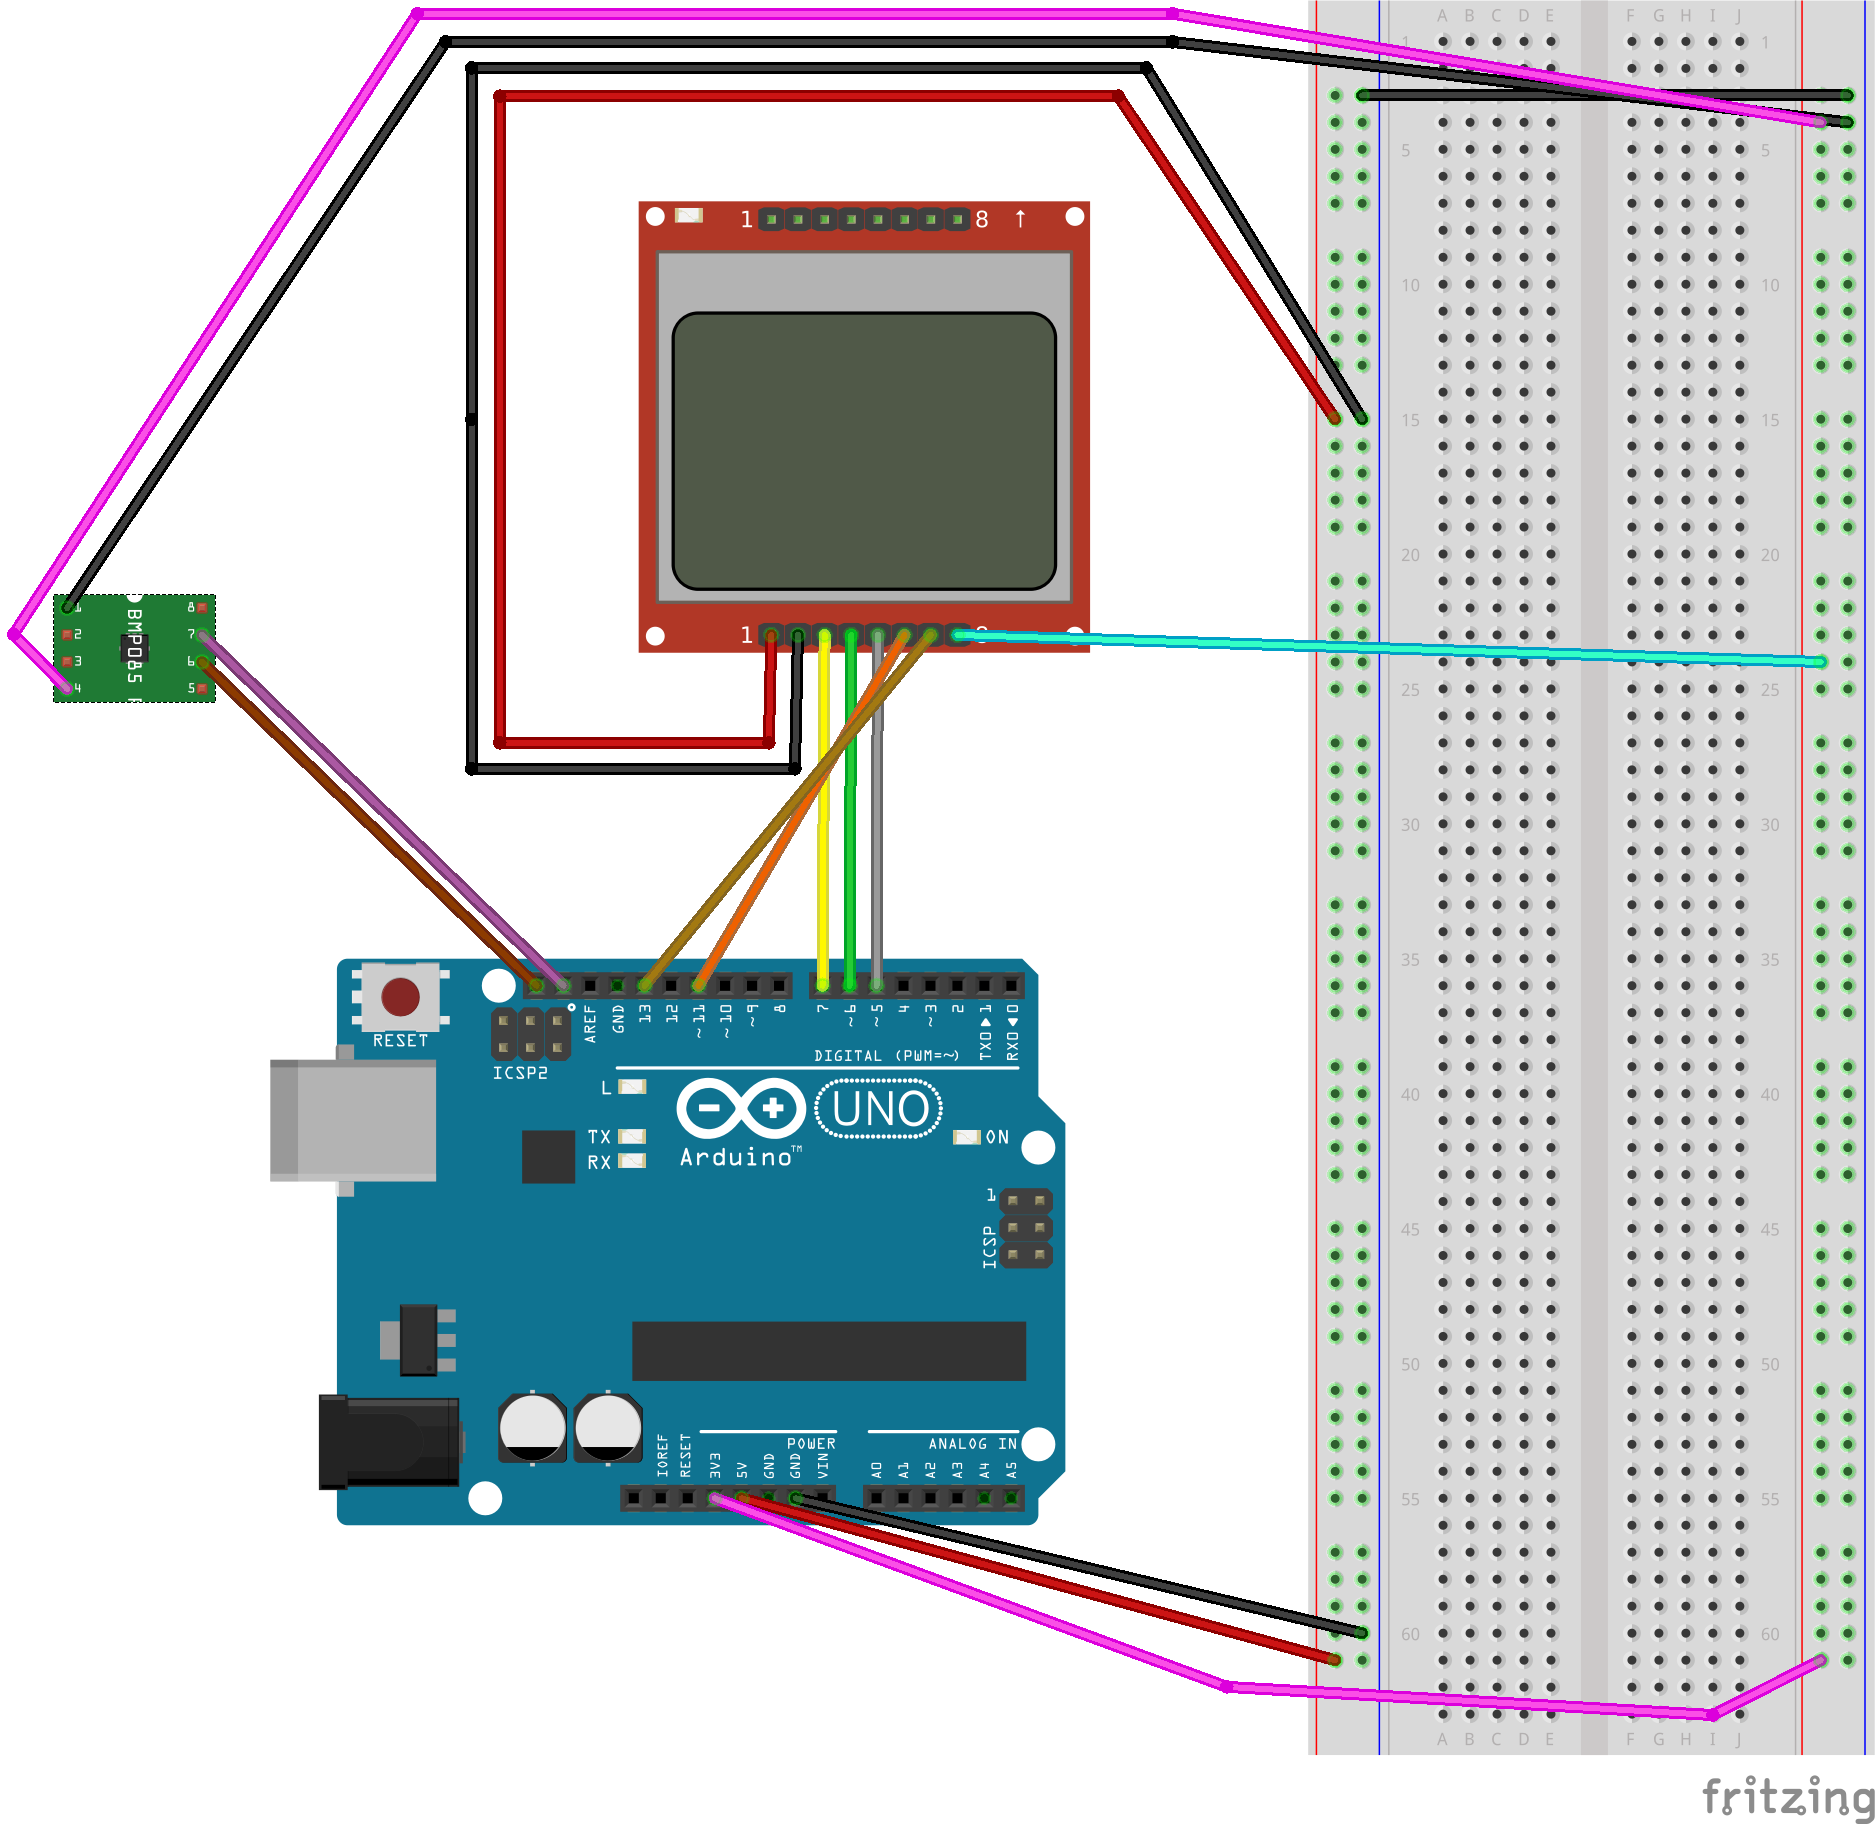 A B C D E F G H I J
1 1
1 8 ↑
5 5
10 10
15 15
20 20
25 25
30 30
35 35
40 40
45 45
50 50
55 55
60 60
A B C D E F G H I J
1 8
2 7
3 6
4 5
BMP085
1
RESET
ICSP2
AREF
GND
13
12
~11
~10
~9
8
7
~6
~5
4
~3
2
TX0▶1
RX0◀0
DIGITAL (PWM=~)
L
TX
RX
Arduino™
UNO
ON
1
ICSP
IOREF
RESET
3V3
5V
GND
GND
VIN
POWER
ANALOG IN
A0
A1
A2
A3
A4
A5
fritzing